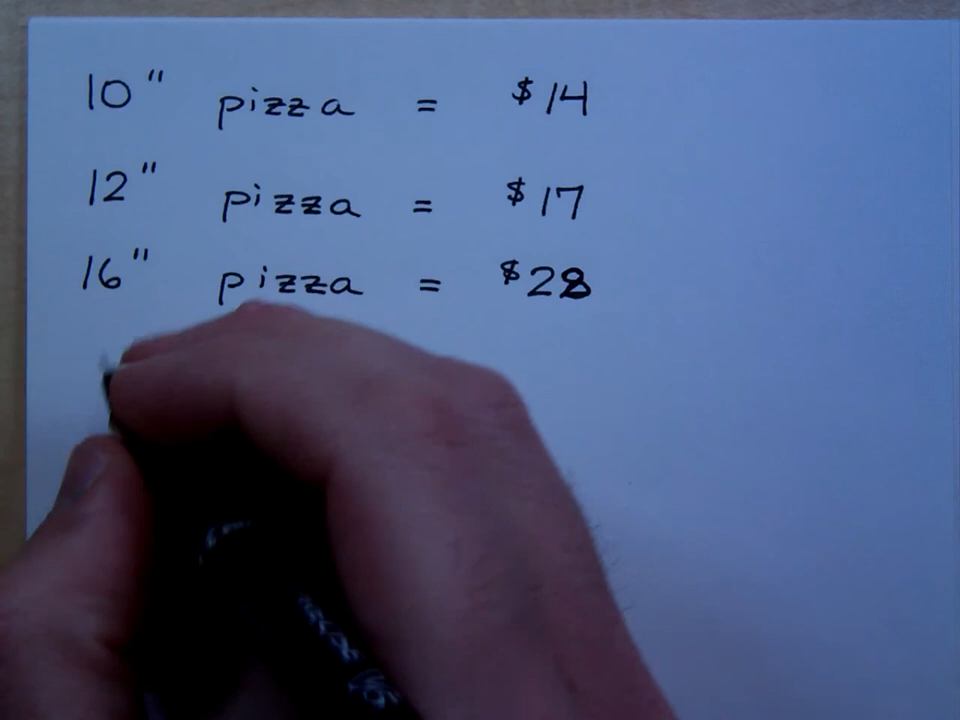 10" pizza = $14
12" pizza = $17
16" pizza = $28